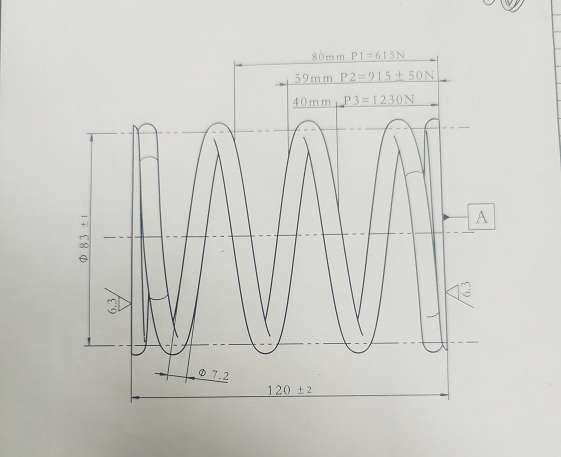 80mm P1=615N
59mm P2=915±50N
40mm P3=1230N
Φ83±1
A
6.3
6.3
Φ7.2
120±2